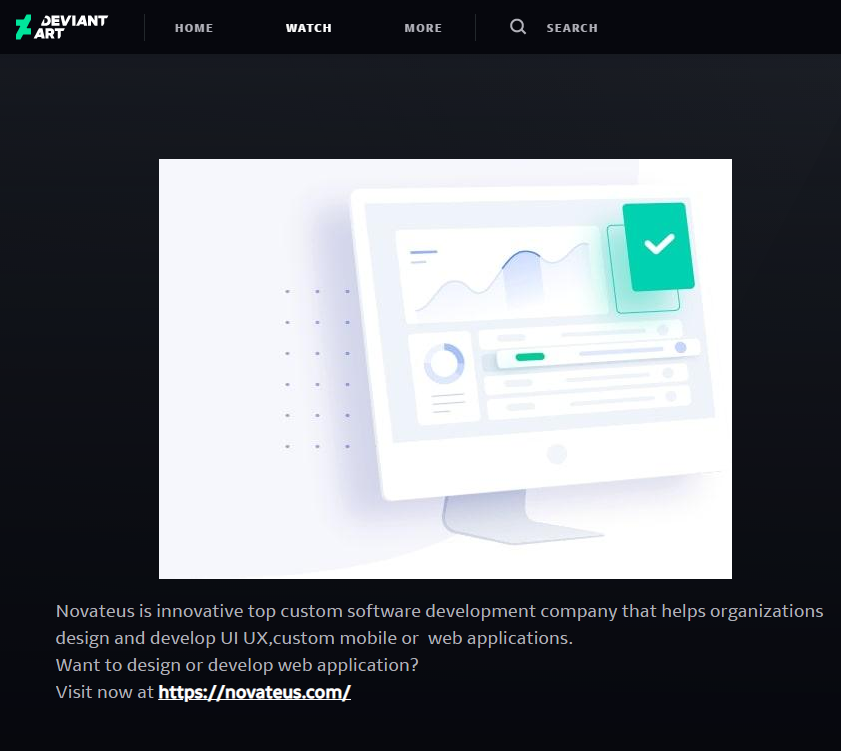 DEVIANT
ART
HOME WATCH MORE SEARCH
Novateus is innovative top custom software development company that helps organizations
design and develop UI UX,custom mobile or  web applications.
Want to design or develop web application?
Visit now at https://novateus.com/